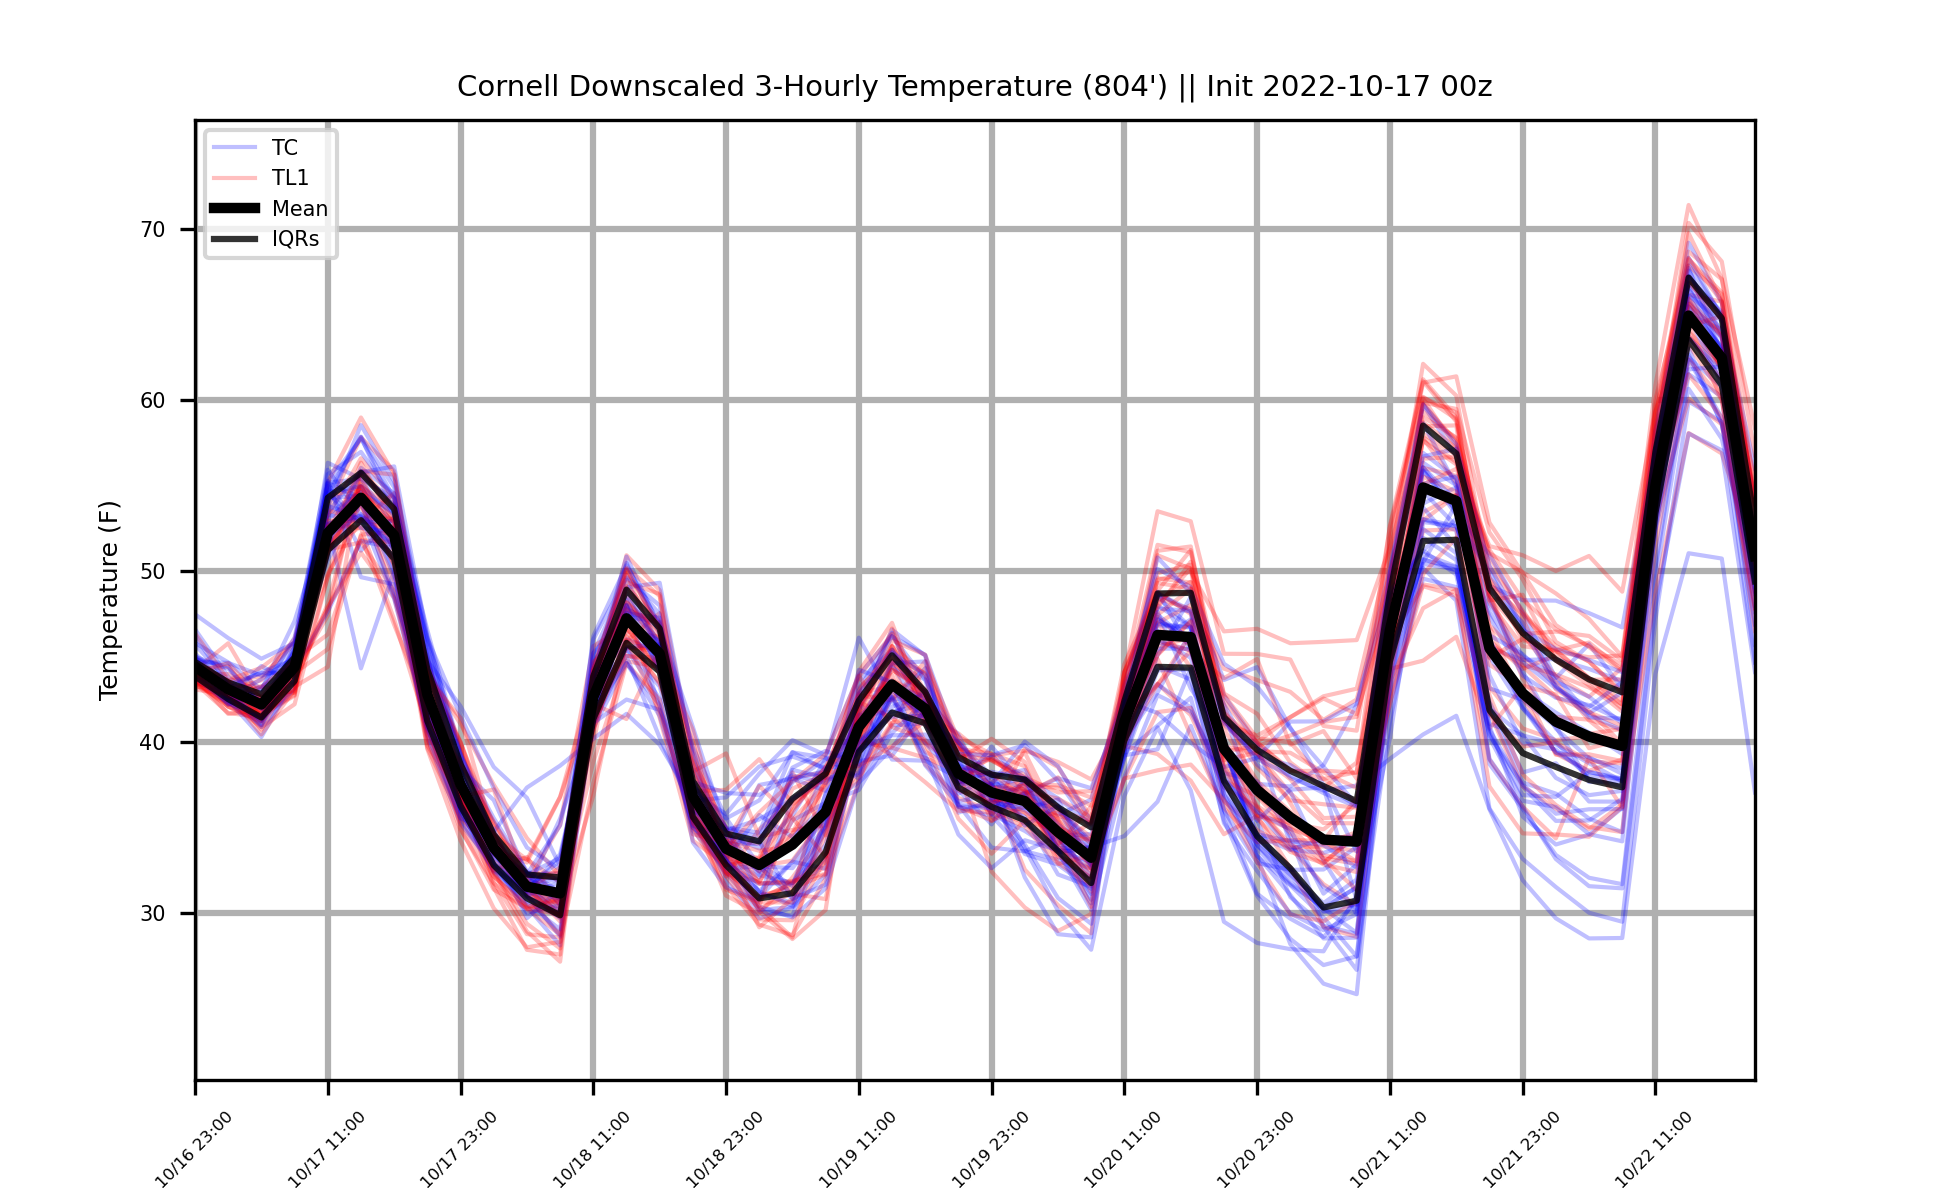 Cornell Downscaled 3-Hourly Temperature (804') || Init 2022-10-17 00z
TC
TL1
Mean
IQRs
Temperature (F)
70
60
50
40
30
10/16 23:00
10/17 11:00
10/17 23:00
10/18 11:00
10/18 23:00
10/19 11:00
10/19 23:00
10/20 11:00
10/20 23:00
10/21 11:00
10/21 23:00
10/22 11:00